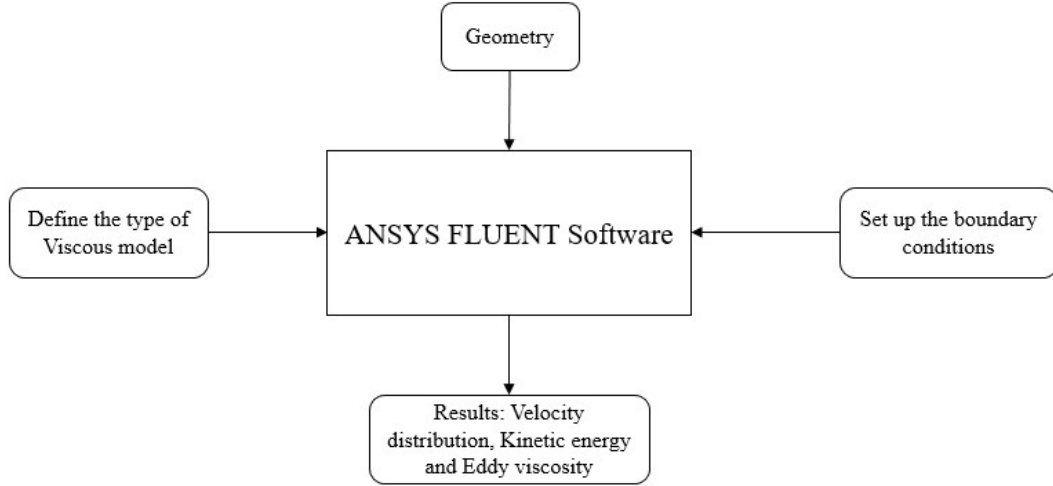 Geometry
Define the type of
Viscous model
ANSYS FLUENT Software
Set up the boundary
conditions
Results: Velocity
distribution, Kinetic energy
and Eddy viscosity